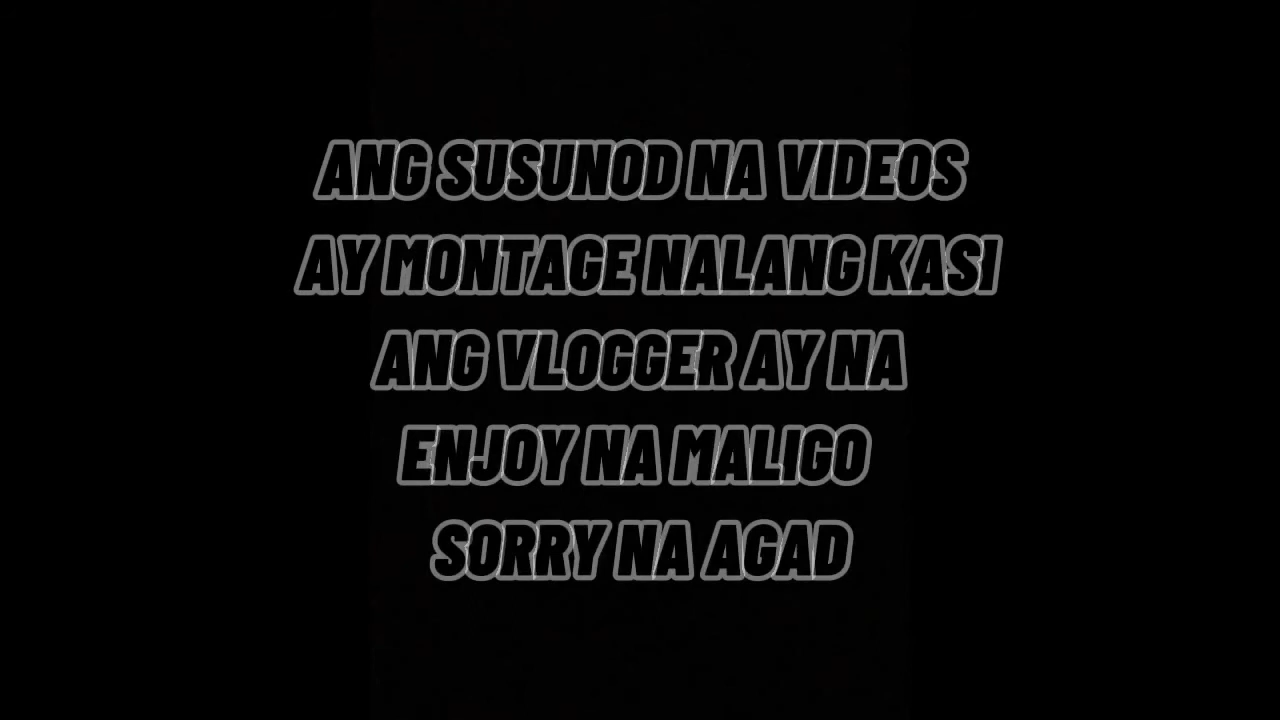 ANG SUSUNOD NA VIDEOS
AY MONTAGE NALANG KASI
ANG VLOGGER AY NA
ENJOY NA MALIGO
SORRY NA AGAD